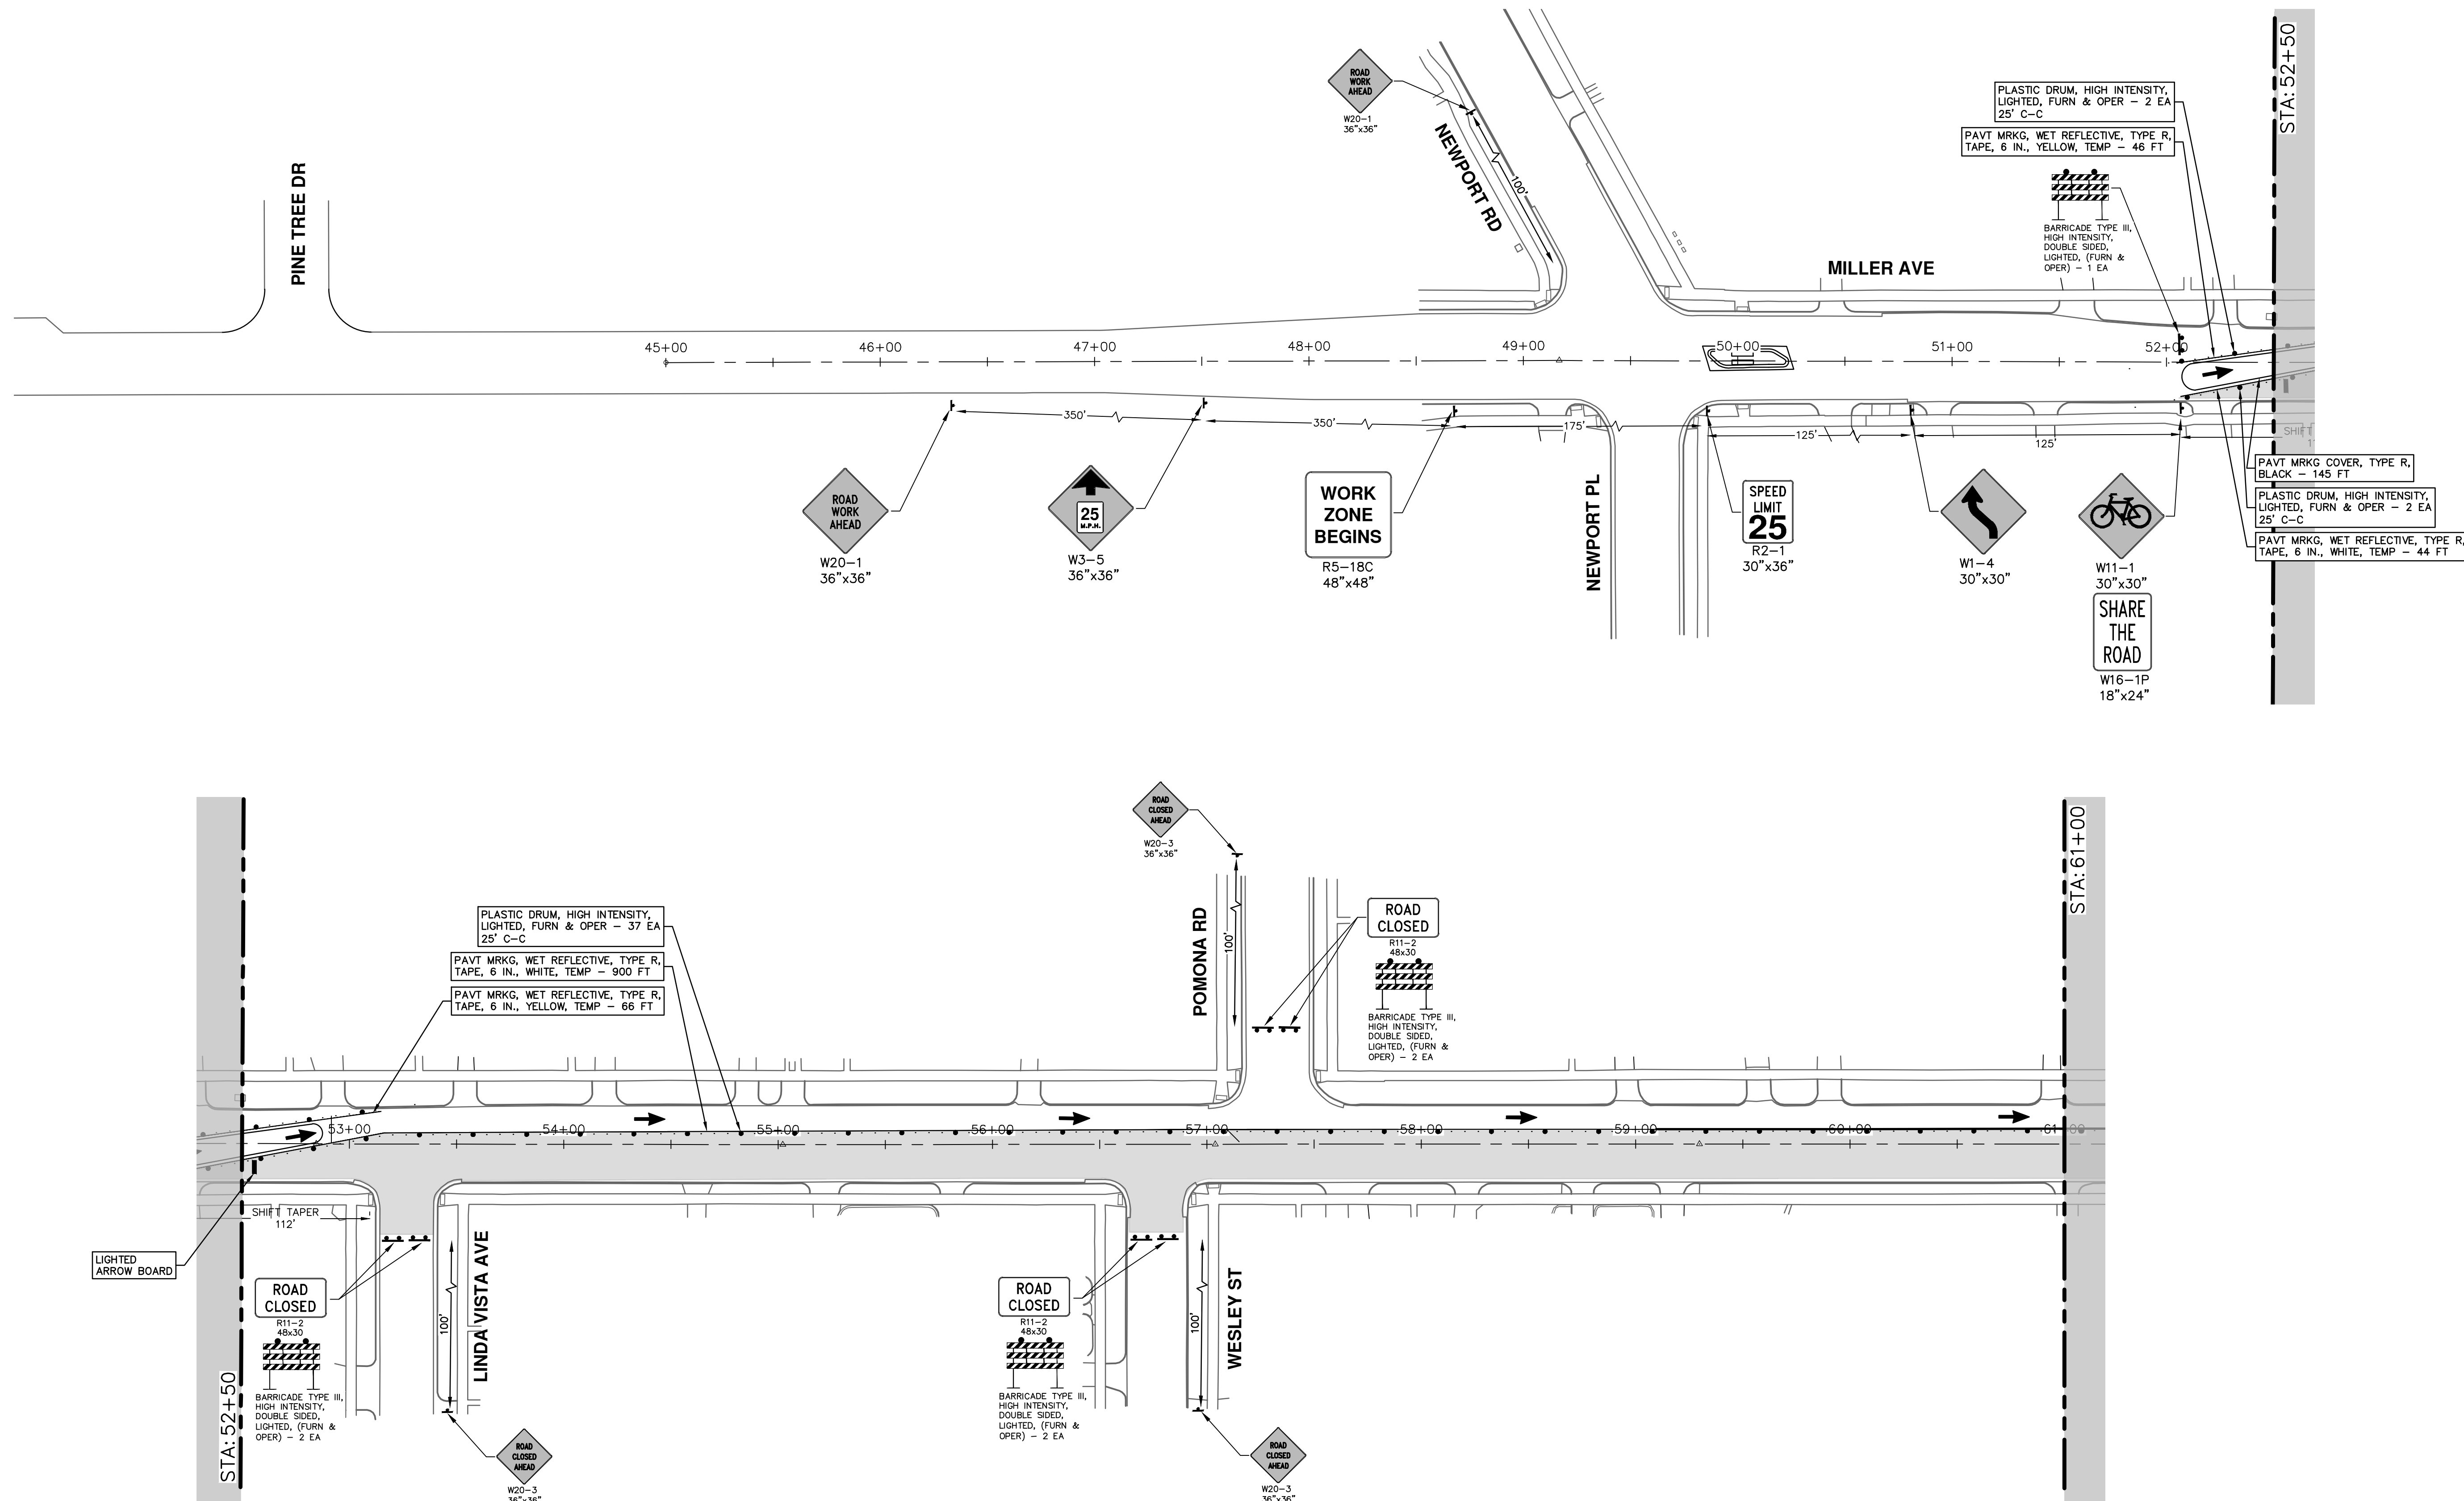 STA: 52+50
ROAD
WORK
AHEAD
W20-1
36"x36"
NEWPORT RD
100'
PINE TREE DR
PLASTIC DRUM, HIGH INTENSITY,
LIGHTED, FURN & OPER - 2 EA
25' C-C
PAVT MRKG, WET REFLECTIVE, TYPE R,
TAPE, 6 IN., YELLOW, TEMP - 46 FT
BARRICADE TYPE III,
HIGH INTENSITY,
DOUBLE SIDED,
LIGHTED, (FURN &
OPER) - 1 EA
MILLER AVE
45+00
46+00
47+00
48+00
49+00
50+00
51+00
52+00
350'
350'
175'
125'
125'
SHIFT
ROAD
WORK
AHEAD
W20-1
36"x36"
25
M.P.H.
W3-5
36"x36"
WORK
ZONE
BEGINS
R5-18C
48"x48"
NEWPORT PL
SPEED
LIMIT
25
R2-1
30"x36"
W1-4
30"x30"
W11-1
30"x30"
SHARE
THE
ROAD
W16-1P
18"x24"
PAVT MRKG COVER, TYPE R,
BLACK - 145 FT
PLASTIC DRUM, HIGH INTENSITY,
LIGHTED, FURN & OPER - 2 EA
25' C-C
PAVT MRKG, WET REFLECTIVE, TYPE R,
TAPE, 6 IN., WHITE, TEMP - 44 FT
ROAD
CLOSED
AHEAD
W20-3
36"x36"
POMONA RD
100'
ROAD
CLOSED
R11-2
48x30
BARRICADE TYPE III,
HIGH INTENSITY,
DOUBLE SIDED,
LIGHTED, (FURN &
OPER) - 2 EA
STA: 61+00
PLASTIC DRUM, HIGH INTENSITY,
LIGHTED, FURN & OPER - 37 EA
25' C-C
PAVT MRKG, WET REFLECTIVE, TYPE R,
TAPE, 6 IN., WHITE, TEMP - 900 FT
PAVT MRKG, WET REFLECTIVE, TYPE R,
TAPE, 6 IN., YELLOW, TEMP - 66 FT
53+00
54+00
55+00
56+00
57+00
58+00
59+00
60+00
61+00
SHIFT TAPER
112'
LIGHTED
ARROW BOARD
STA: 52+50
ROAD
CLOSED
R11-2
48x30
BARRICADE TYPE III,
HIGH INTENSITY,
DOUBLE SIDED,
LIGHTED, (FURN &
OPER) - 2 EA
100'
LINDA VISTA AVE
ROAD
CLOSED
AHEAD
W20-3
36"x36"
ROAD
CLOSED
R11-2
48x30
BARRICADE TYPE III,
HIGH INTENSITY,
DOUBLE SIDED,
LIGHTED, (FURN &
OPER) - 2 EA
100'
WESLEY ST
ROAD
CLOSED
AHEAD
W20-3
36"x36"